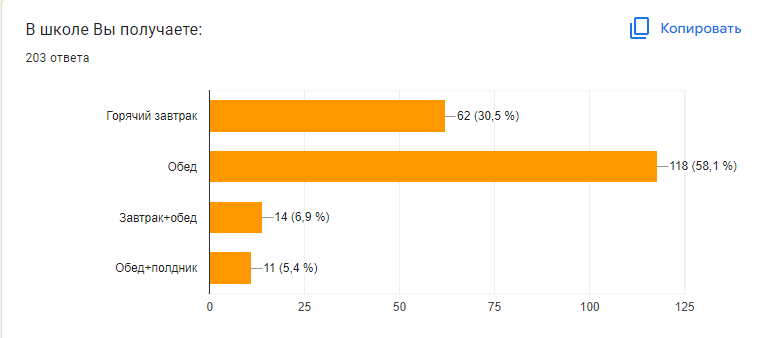 В школе Вы получаете:
Копировать
203 ответа
Горячий завтрак 62 (30,5 %)
Обед 118 (58,1 %)
Завтрак+обед 14 (6,9 %)
Обед+полдник 11 (5,4 %)
0 25 50 75 100 125